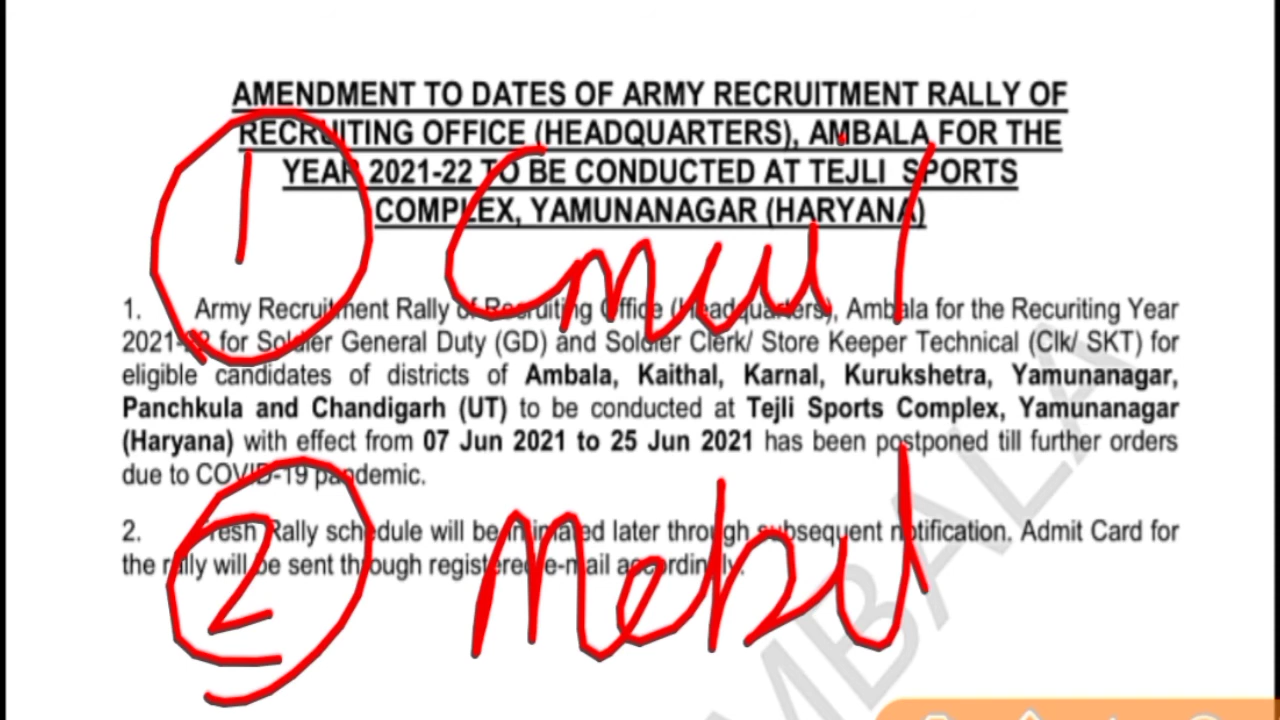 AMENDMENT TO DATES OF ARMY RECRUITMENT RALLY OF
RECRUITING OFFICE (HEADQUARTERS), AMBALA FOR THE
YEAR 2021-22 TO BE CONDUCTED AT TEJLI SPORTS
COMPLEX, YAMUNANAGAR (HARYANA)
1
1. Army Recruitment Rally of Recruiting Office (Headquarters), Ambala for the Recuriting Year
2021-22 for Soldier General Duty (GD) and Soldier Clerk/ Store Keeper Technical (Clk/ SKT) for
eligible candidates of districts of Ambala, Kaithal, Karnal, Kurukshetra, Yamunanagar,
Panchkula and Chandigarh (UT) to be conducted at Tejli Sports Complex, Yamunanagar
(Haryana) with effect from 07 Jun 2021 to 25 Jun 2021 has been postponed till further orders
due to COVID-19 pandemic.
2. Fresh Rally schedule will be intimated later through subsequent notification. Admit Card for
the rally will be sent through registered e-mail accordingly.
2